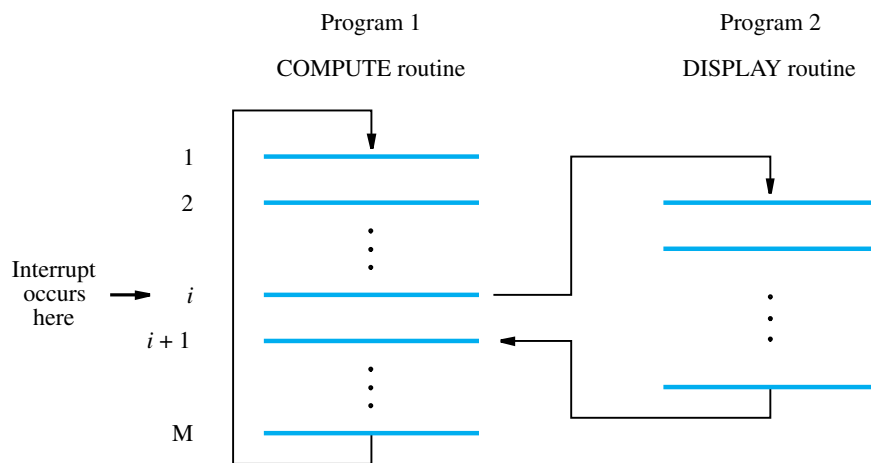 Program 1
COMPUTE routine
Program 2
DISPLAY routine
1
2
Interrupt
occurs
here
i
i + 1
M